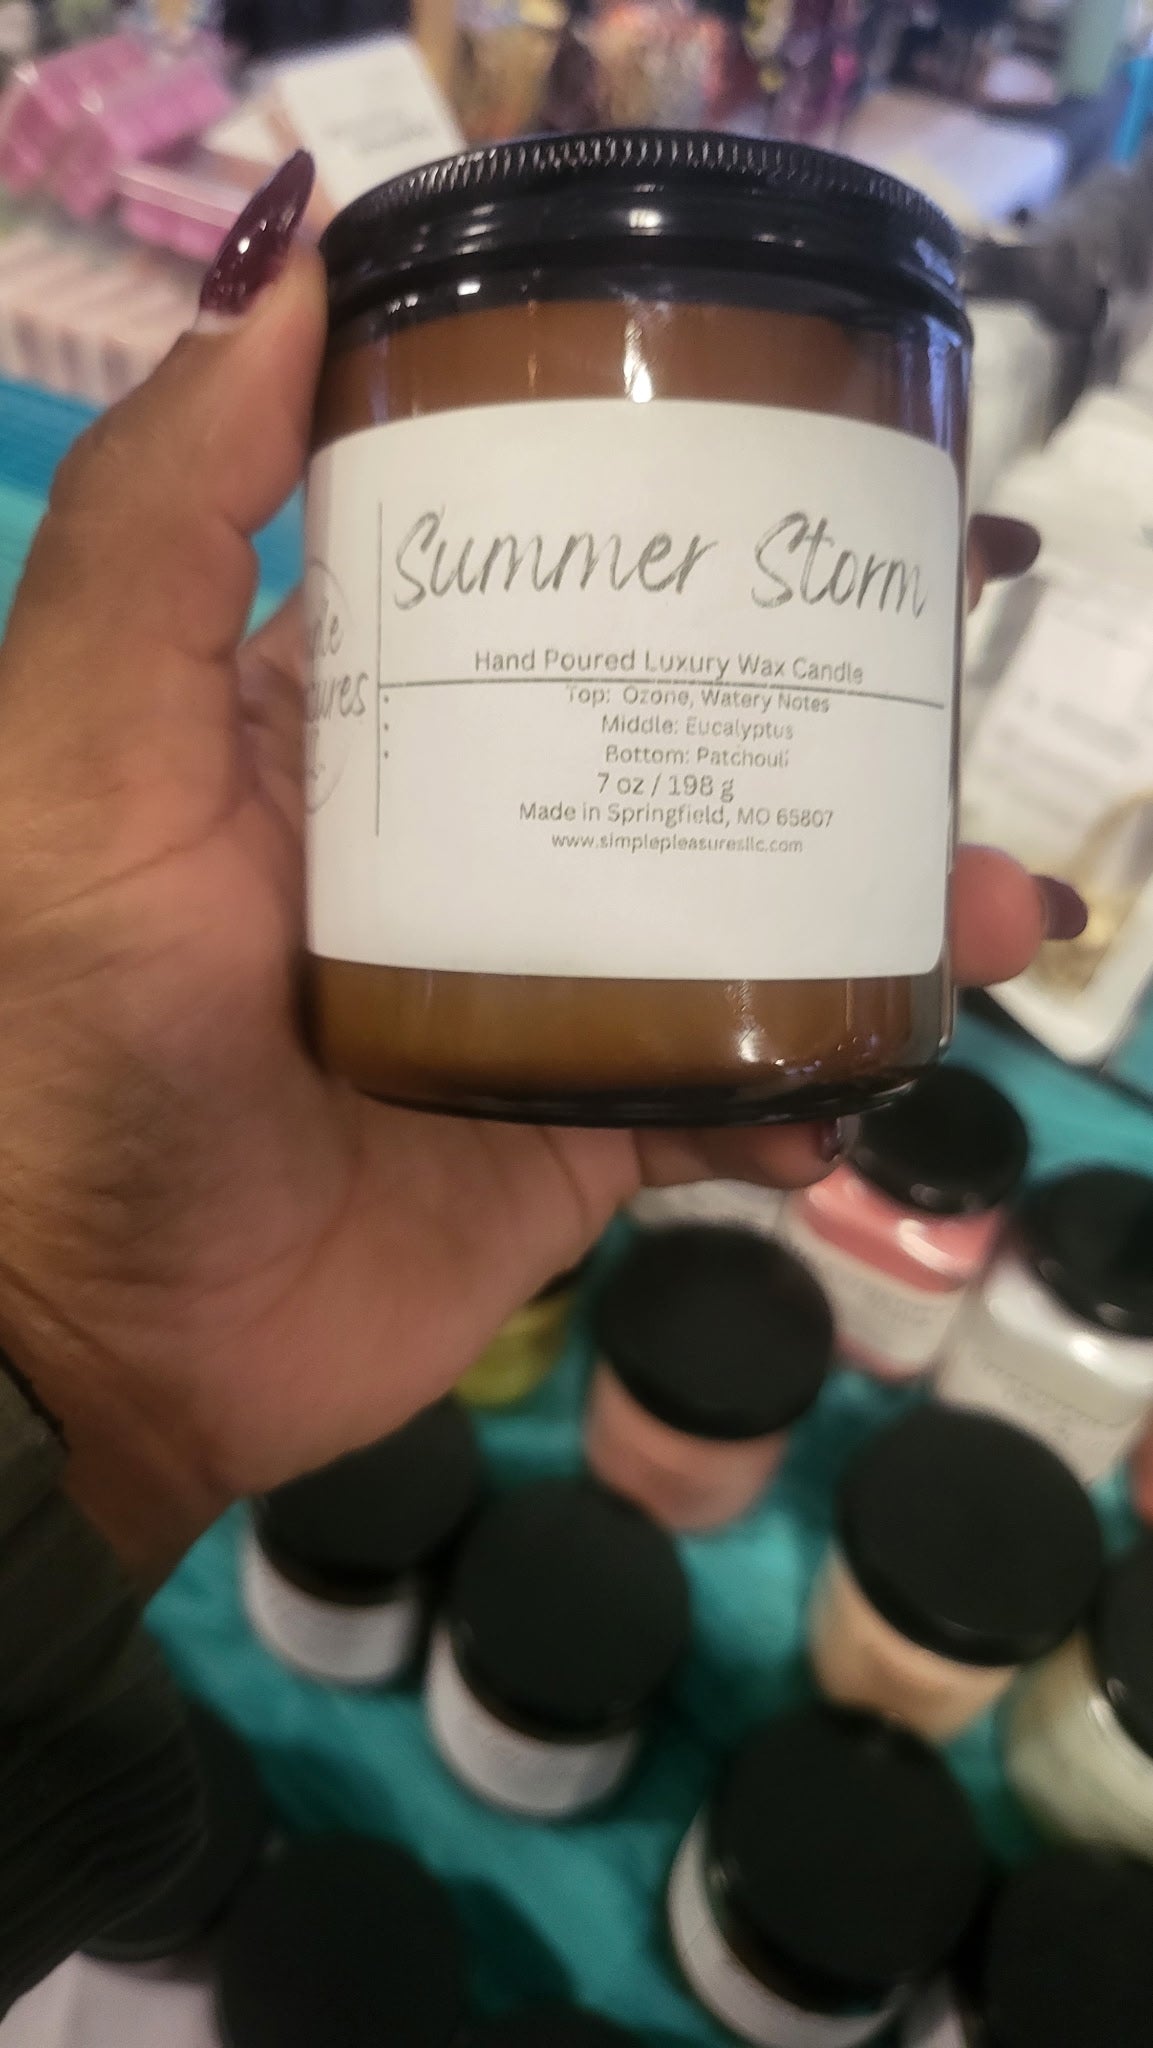 Summer Storm
Hand Poured Luxury Wax Candle
Top: Ozone, Watery Notes
Middle: Eucalyptus
Bottom: Patchouli
7 oz / 198 g
Made in Springfield, MO 65807
www.simplepleasuresllc.com